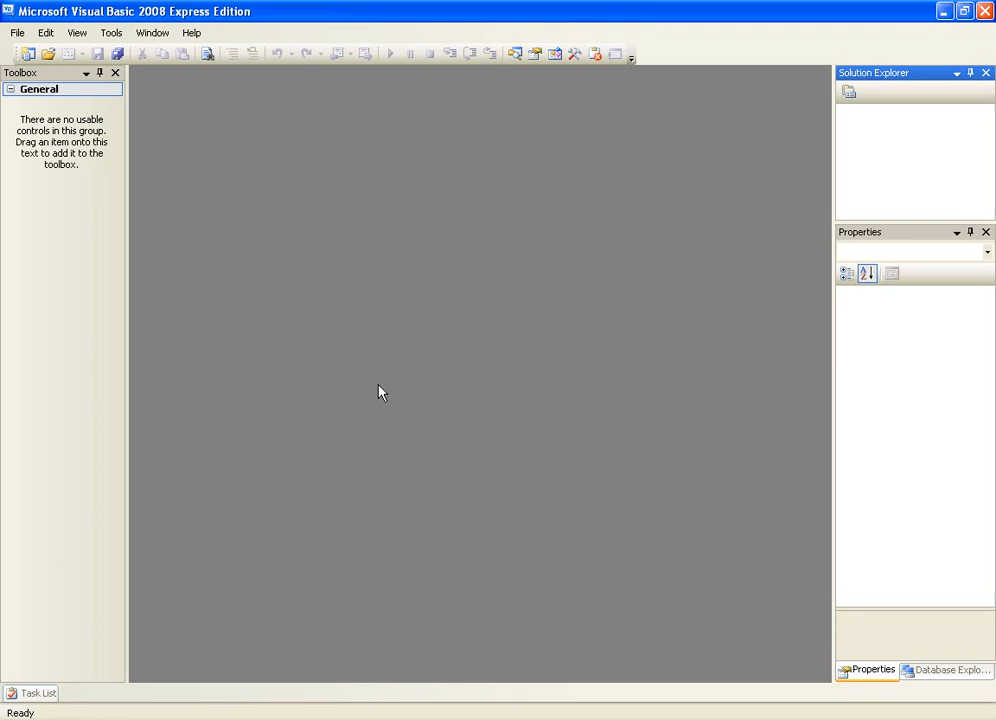 Microsoft Visual Basic 2008 Express Edition
File Edit View Tools Window Help
Toolbox
General
There are no usable
controls in this group.
Drag an item onto this
text to add it to the
toolbox.
Solution Explorer
Properties
Properties
Database Explo...
Task List
Ready